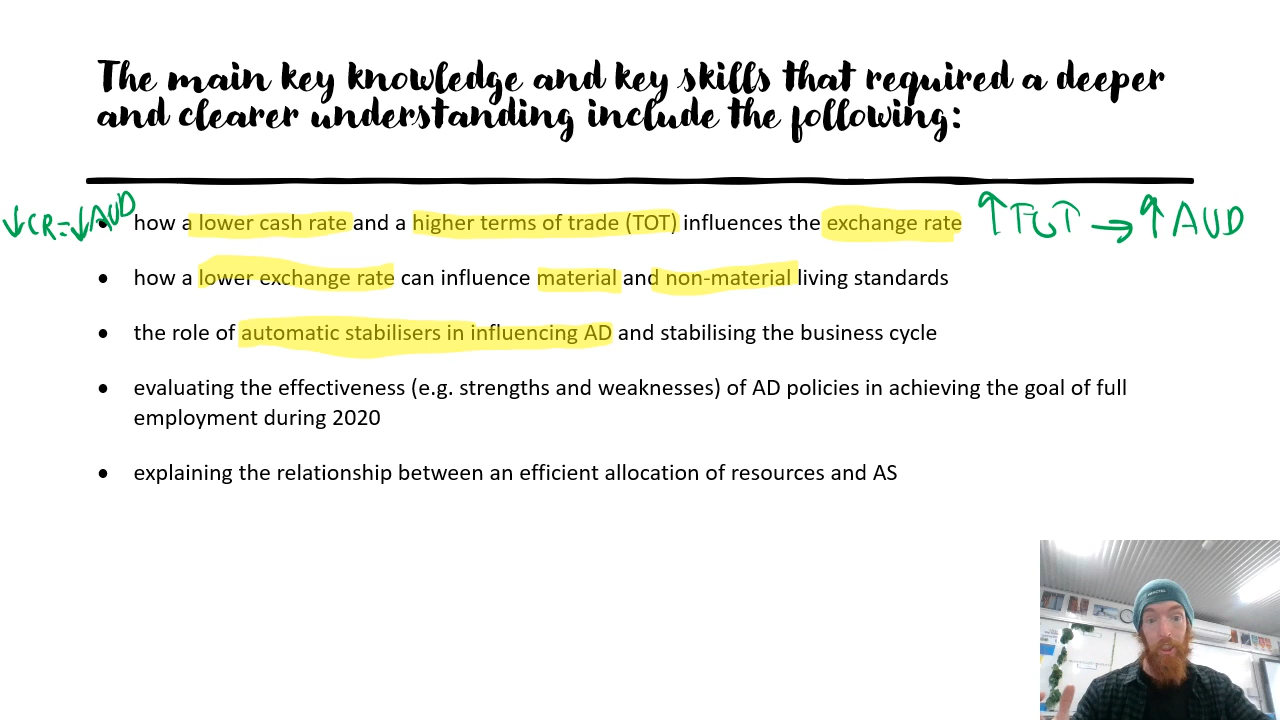 The main key knowledge and key skills that required a deeper
and clearer understanding include the following:
↓CR=↓AUD
• how a lower cash rate and a higher terms of trade (TOT) influences the exchange rate
↑TOT → ↑AUD
• how a lower exchange rate can influence material and non-material living standards
• the role of automatic stabilisers in influencing AD and stabilising the business cycle
• evaluating the effectiveness (e.g. strengths and weaknesses) of AD policies in achieving the goal of full
employment during 2020
• explaining the relationship between an efficient allocation of resources and AS